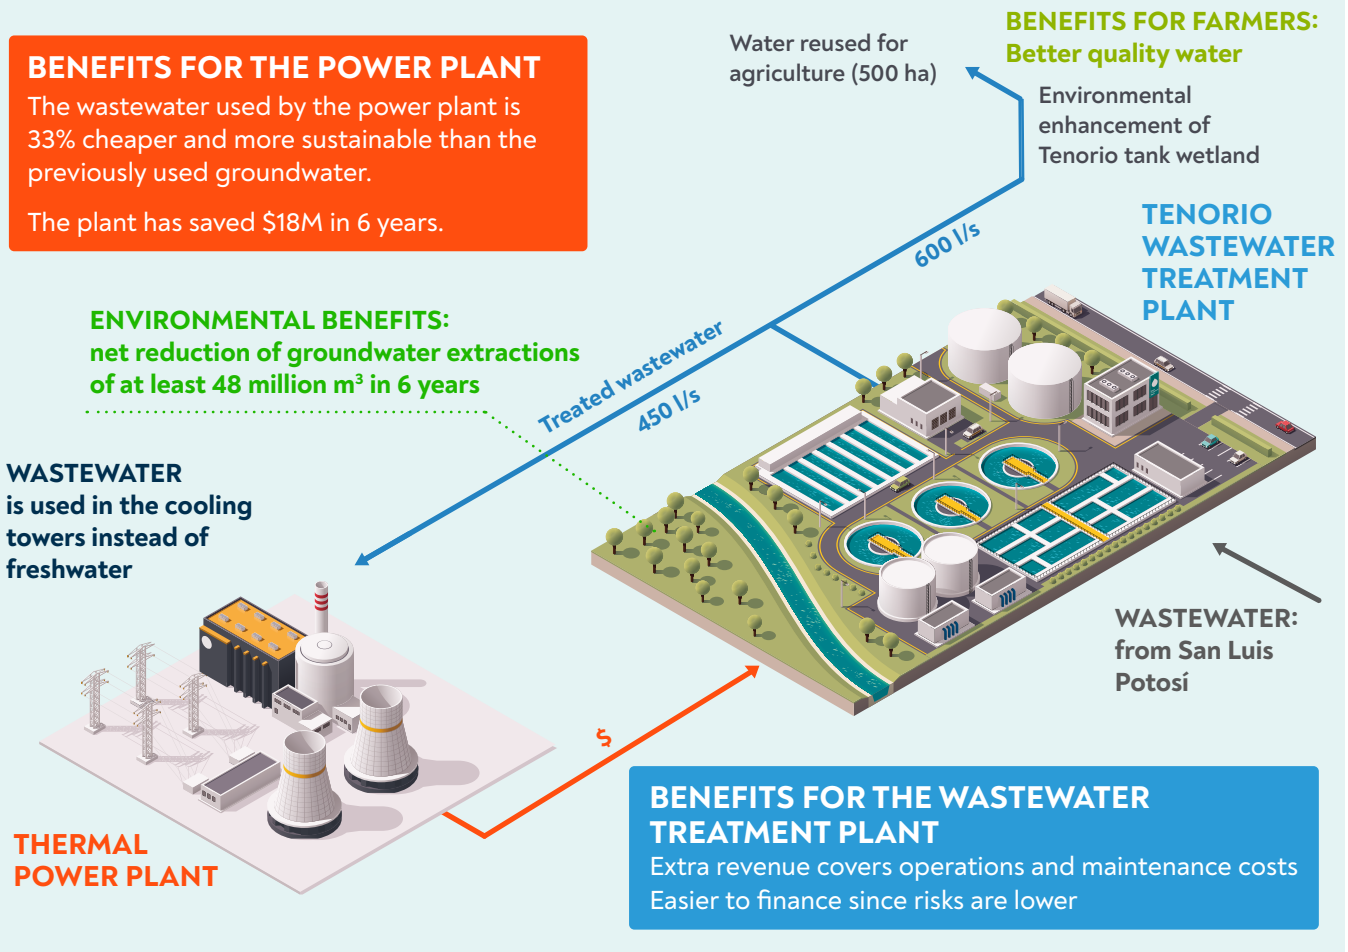 BENEFITS FOR THE POWER PLANT
The wastewater used by the power plant is
33% cheaper and more sustainable than the
previously used groundwater.
The plant has saved $18M in 6 years.
Water reused for
agriculture (500 ha)
BENEFITS FOR FARMERS:
Better quality water
Environmental
enhancement of
Tenorio tank wetland
TENORIO
WASTEWATER
TREATMENT
PLANT
600 l/s
ENVIRONMENTAL BENEFITS:
net reduction of groundwater extractions
of at least 48 million m³ in 6 years
Treated wastewater
450 l/s
WASTEWATER
is used in the cooling
towers instead of
freshwater
WASTEWATER:
from San Luis
Potosí
$
THERMAL
POWER PLANT
BENEFITS FOR THE WASTEWATER
TREATMENT PLANT
Extra revenue covers operations and maintenance costs
Easier to finance since risks are lower